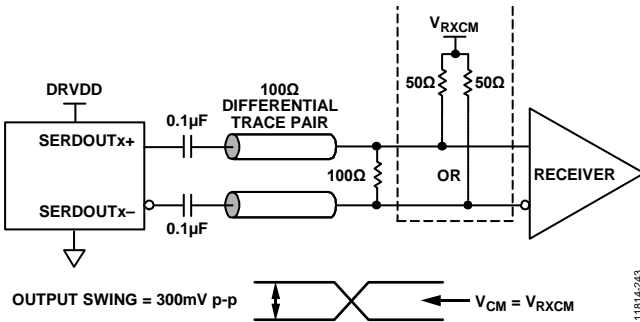 V_RXCM
DRVDD
100Ω
DIFFERENTIAL
TRACE PAIR
50Ω 50Ω
0.1µF
SERDOUTx+
100Ω
OR
RECEIVER
SERDOUTx–
0.1µF
OUTPUT SWING = 300mV p-p
V_CM = V_RXCM
11814-243